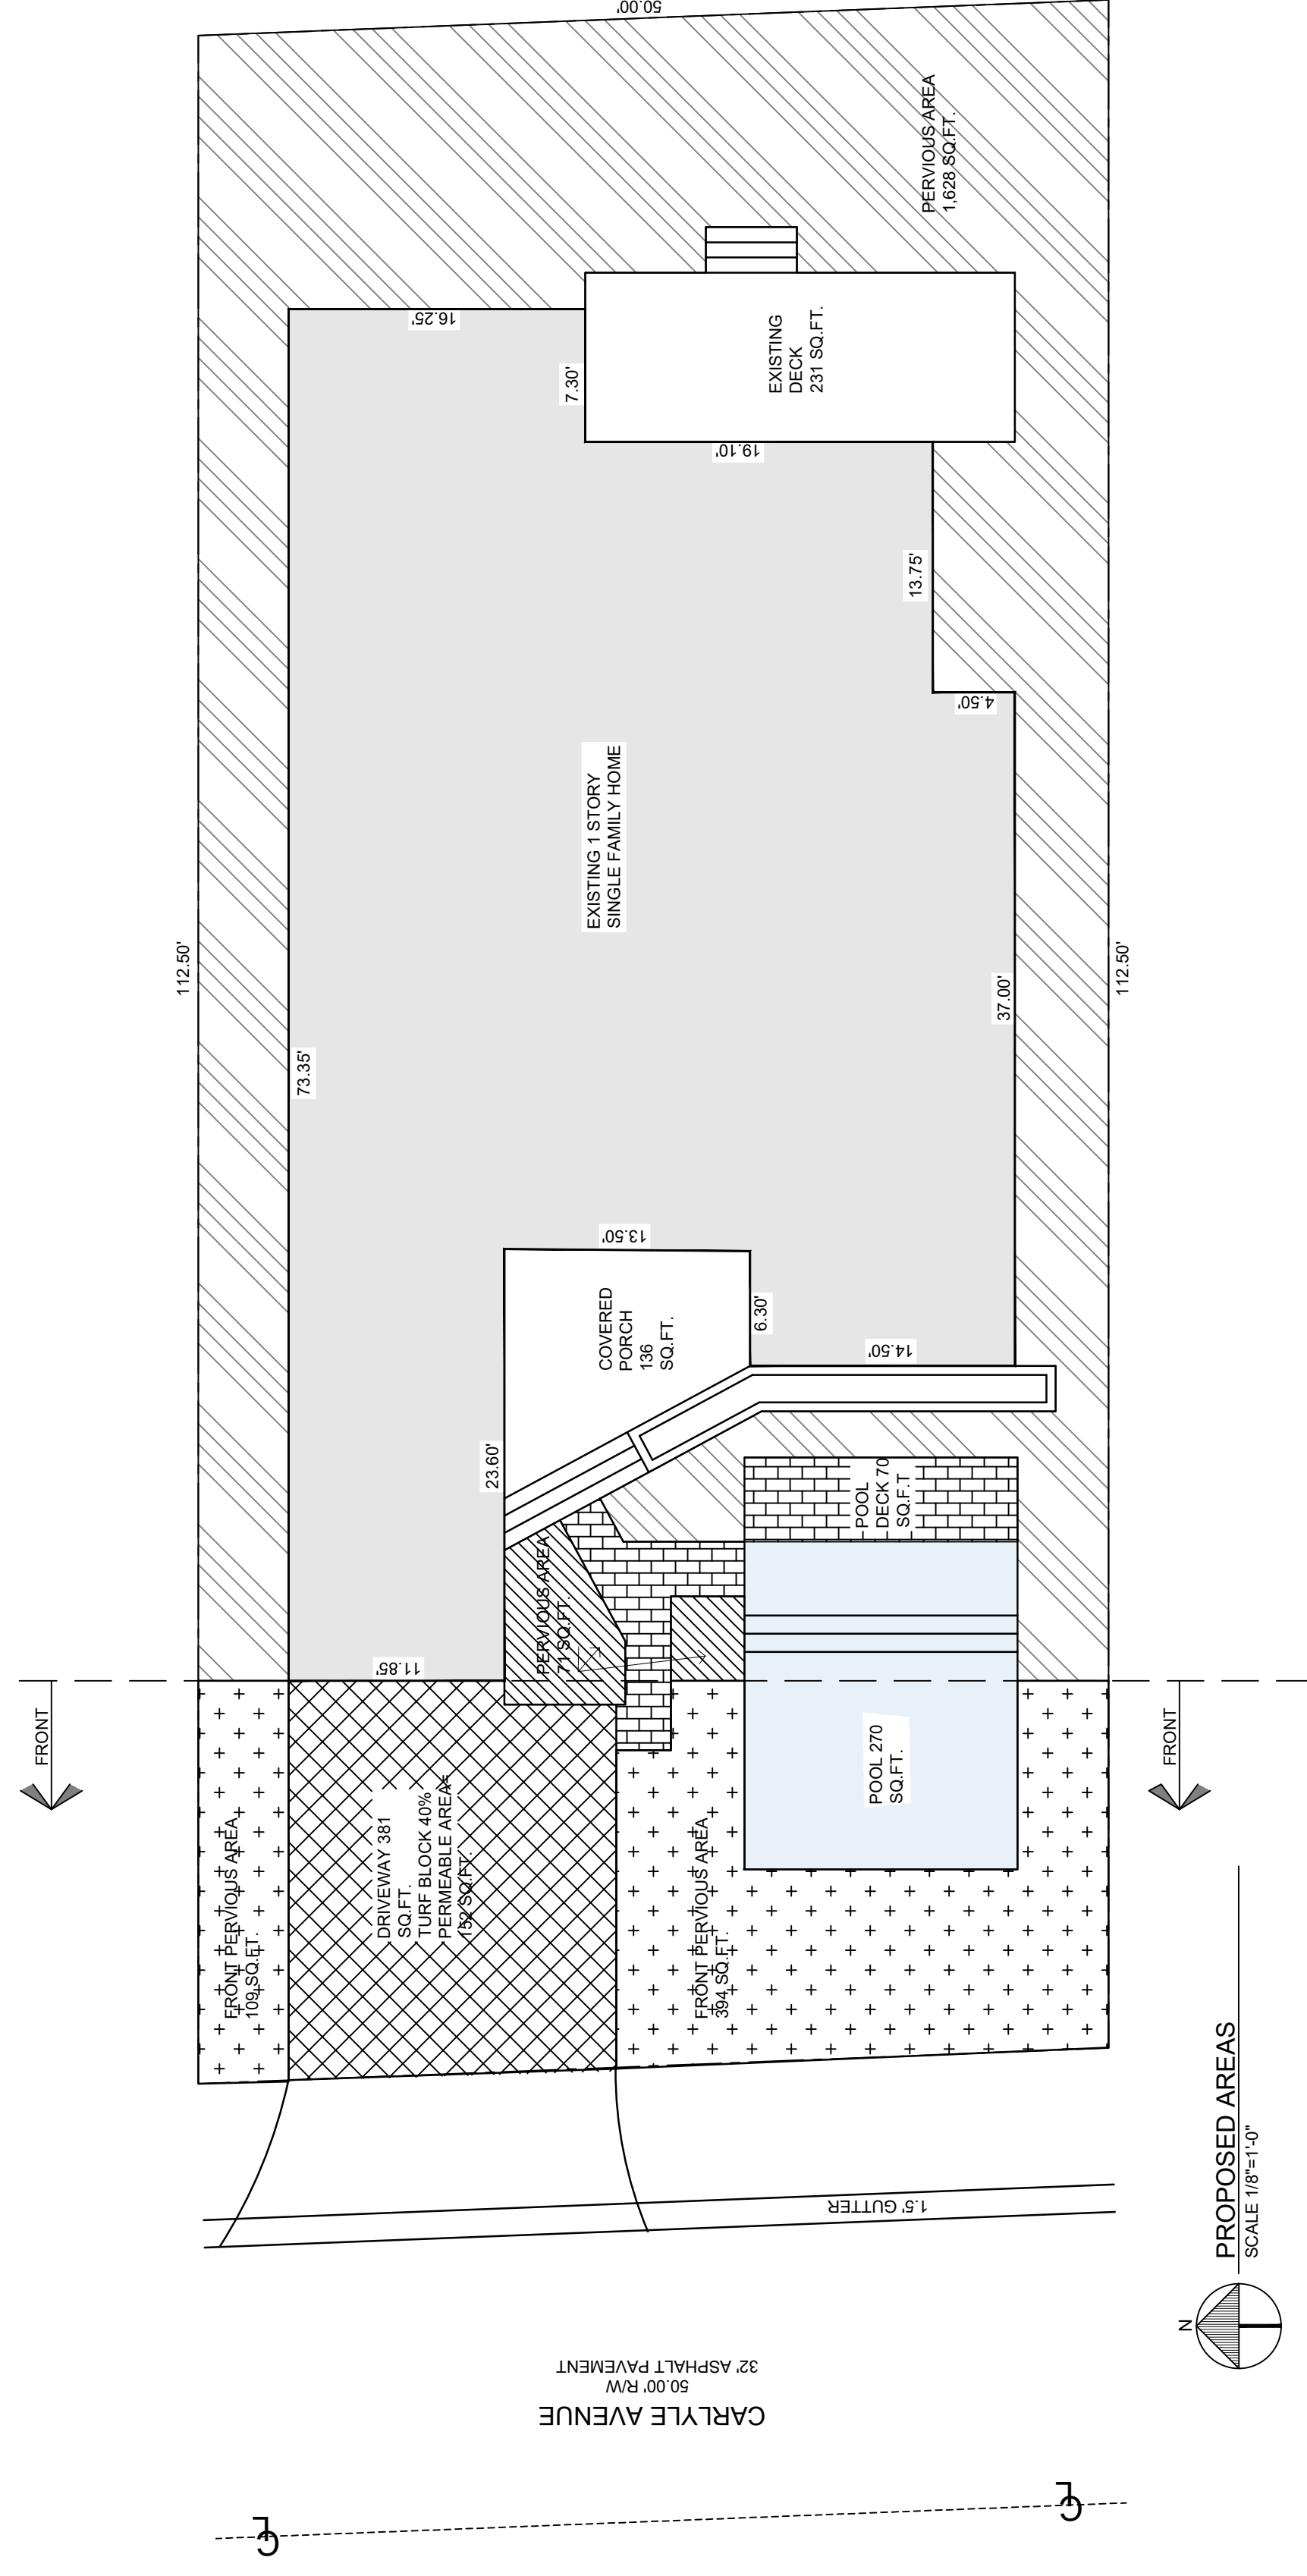 50.00'
PERVIOUS AREA
1,628 SQ.FT.
16.25'
7.30'
EXISTING
DECK
231 SQ.FT.
19.10'
13.75'
4.50'
EXISTING 1 STORY
SINGLE FAMILY HOME
112.50'
112.50'
37.00'
73.35'
13.50'
COVERED
PORCH
136
SQ.FT.
6.30'
14.50'
23.60'
POOL
DECK 70
SQ.F.T
PERVIOUS AREA
71 SQ.FT.
11.85'
FRONT
FRONT
POOL 270
SQ.FT.
DRIVEWAY 381
SQ.FT.
TURF BLOCK 40%
PERMEABLE AREA=
152 SQ.FT.
FRONT PERVIOUS AREA
109 SQ.FT.
FRONT PERVIOUS AREA
394 SQ.FT.
1.5' GUTTER
PROPOSED AREAS
SCALE 1/8"=1'-0"
N
32' ASPHALT PAVEMENT
50.00' R/W
CARLYLE AVENUE
CL
CL